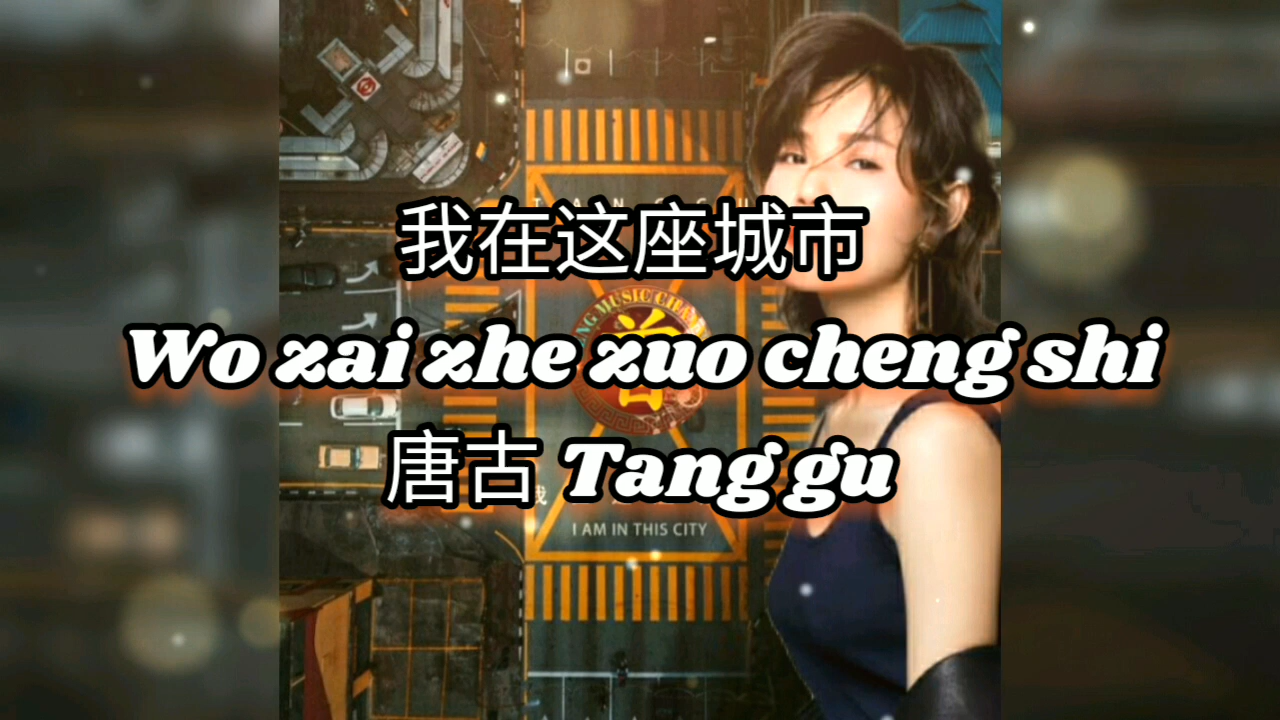 我在这座城市
Wo zai zhe zuo cheng shi
唐古 Tang gu
I AM IN THIS CITY